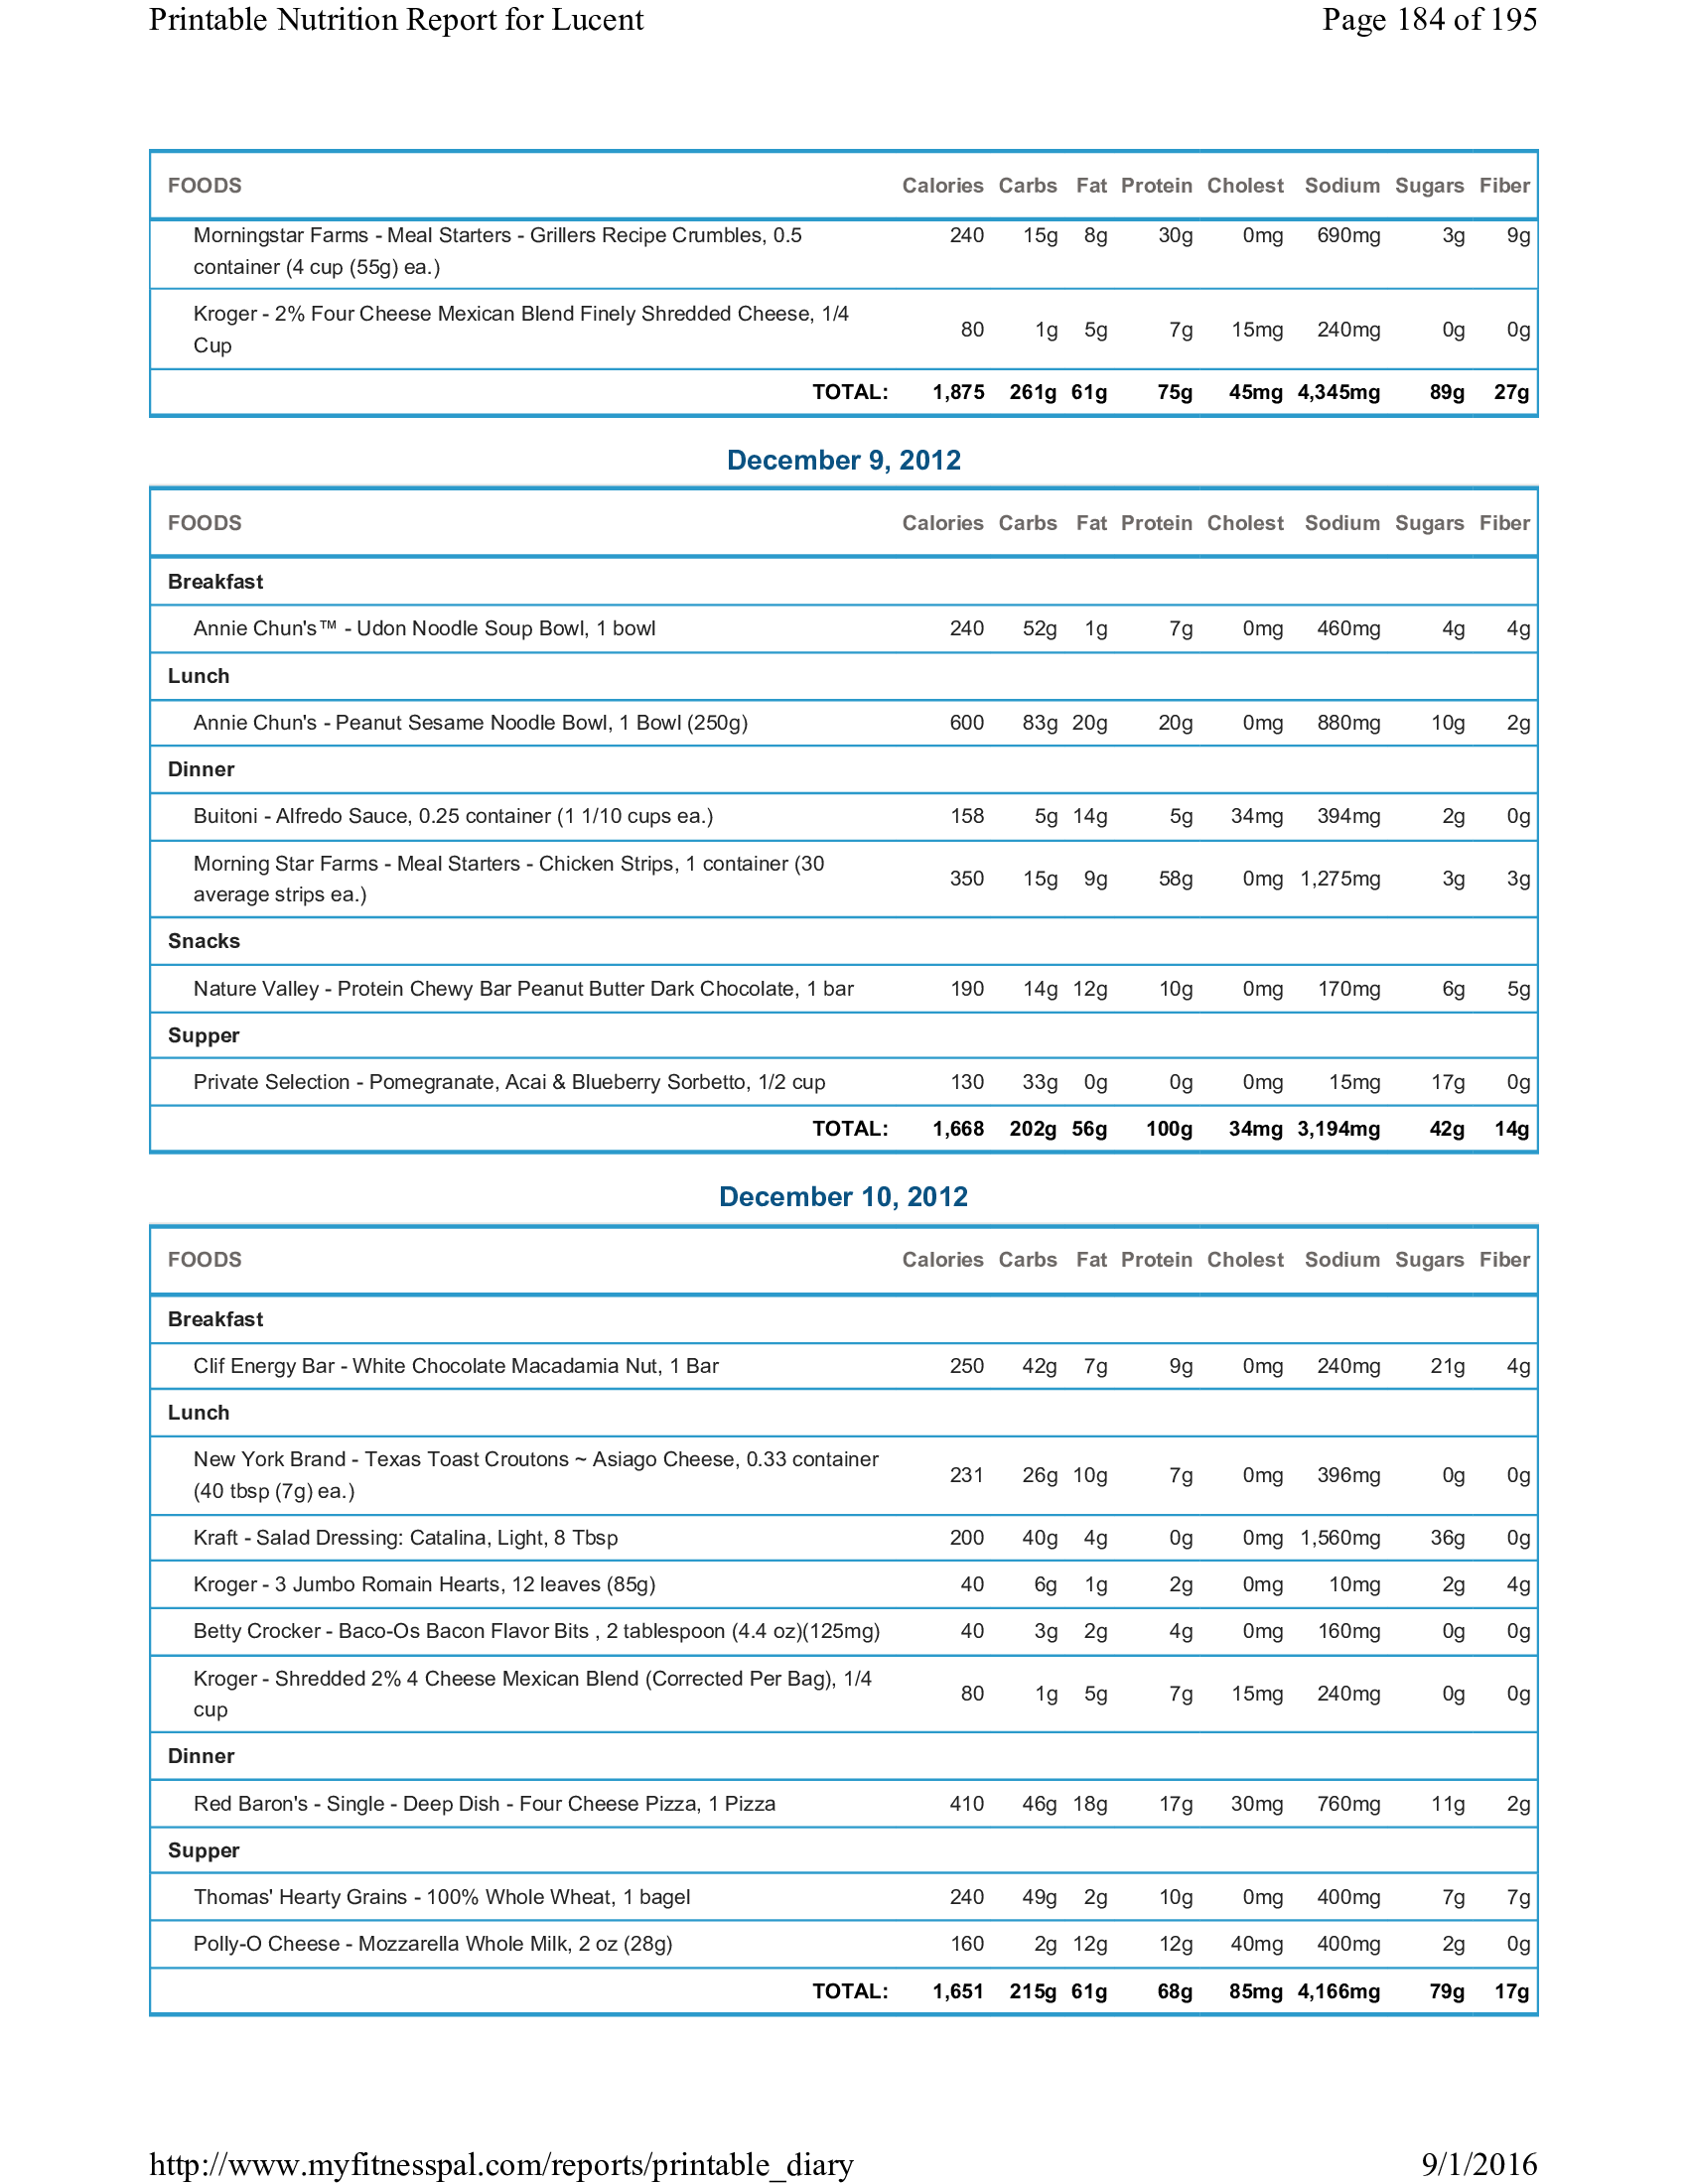 Printable Nutrition Report for Lucent Page 184 of 195
FOODS Calories Carbs Fat Protein Cholest Sodium Sugars Fiber
Morningstar Farms - Meal Starters - Grillers Recipe Crumbles, 0.5
container (4 cup (55g) ea.) 240 15g 8g 30g 0mg 690mg 3g 9g
Kroger - 2% Four Cheese Mexican Blend Finely Shredded Cheese, 1/4
Cup 80 1g 5g 7g 15mg 240mg 0g 0g
TOTAL: 1,875 261g 61g 75g 45mg 4,345mg 89g 27g
December 9, 2012
FOODS Calories Carbs Fat Protein Cholest Sodium Sugars Fiber
Breakfast
Annie Chun's™ - Udon Noodle Soup Bowl, 1 bowl 240 52g 1g 7g 0mg 460mg 4g 4g
Lunch
Annie Chun's - Peanut Sesame Noodle Bowl, 1 Bowl (250g) 600 83g 20g 20g 0mg 880mg 10g 2g
Dinner
Buitoni - Alfredo Sauce, 0.25 container (1 1/10 cups ea.) 158 5g 14g 5g 34mg 394mg 2g 0g
Morning Star Farms - Meal Starters - Chicken Strips, 1 container (30
average strips ea.) 350 15g 9g 58g 0mg 1,275mg 3g 3g
Snacks
Nature Valley - Protein Chewy Bar Peanut Butter Dark Chocolate, 1 bar 190 14g 12g 10g 0mg 170mg 6g 5g
Supper
Private Selection - Pomegranate, Acai & Blueberry Sorbetto, 1/2 cup 130 33g 0g 0g 0mg 15mg 17g 0g
TOTAL: 1,668 202g 56g 100g 34mg 3,194mg 42g 14g
December 10, 2012
FOODS Calories Carbs Fat Protein Cholest Sodium Sugars Fiber
Breakfast
Clif Energy Bar - White Chocolate Macadamia Nut, 1 Bar 250 42g 7g 9g 0mg 240mg 21g 4g
Lunch
New York Brand - Texas Toast Croutons ~ Asiago Cheese, 0.33 container
(40 tbsp (7g) ea.) 231 26g 10g 7g 0mg 396mg 0g 0g
Kraft - Salad Dressing: Catalina, Light, 8 Tbsp 200 40g 4g 0g 0mg 1,560mg 36g 0g
Kroger - 3 Jumbo Romain Hearts, 12 leaves (85g) 40 6g 1g 2g 0mg 10mg 2g 4g
Betty Crocker - Baco-Os Bacon Flavor Bits , 2 tablespoon (4.4 oz)(125mg) 40 3g 2g 4g 0mg 160mg 0g 0g
Kroger - Shredded 2% 4 Cheese Mexican Blend (Corrected Per Bag), 1/4
cup 80 1g 5g 7g 15mg 240mg 0g 0g
Dinner
Red Baron's - Single - Deep Dish - Four Cheese Pizza, 1 Pizza 410 46g 18g 17g 30mg 760mg 11g 2g
Supper
Thomas' Hearty Grains - 100% Whole Wheat, 1 bagel 240 49g 2g 10g 0mg 400mg 7g 7g
Polly-O Cheese - Mozzarella Whole Milk, 2 oz (28g) 160 2g 12g 12g 40mg 400mg 2g 0g
TOTAL: 1,651 215g 61g 68g 85mg 4,166mg 79g 17g
http://www.myfitnesspal.com/reports/printable_diary 9/1/2016